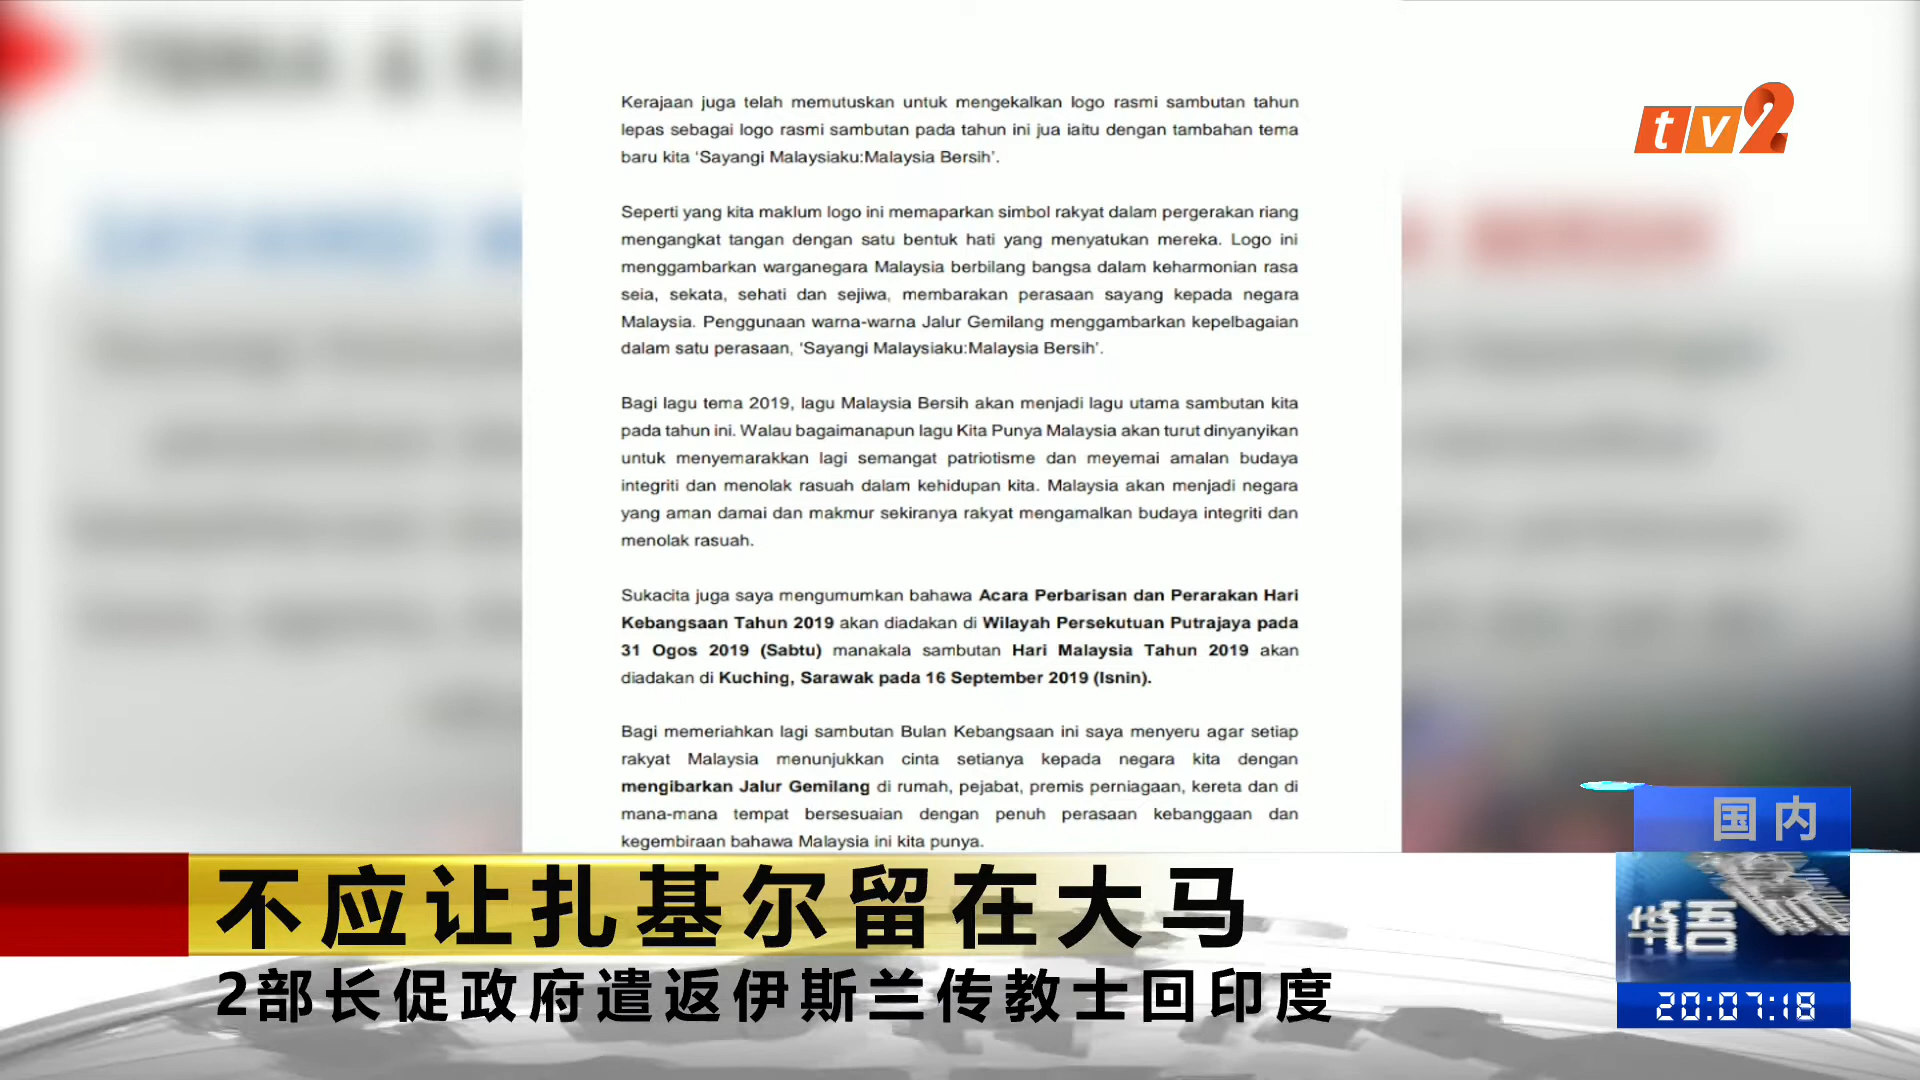 Kerajaan juga telah memutuskan untuk mengekalkan logo rasmi sambutan tahun
lepas sebagai logo rasmi sambutan pada tahun ini jua iaitu dengan tambahan tema
baru kita ‘Sayangi Malaysiaku:Malaysia Bersih’.
Seperti yang kita maklum logo ini memaparkan simbol rakyat dalam pergerakan riang
mengangkat tangan dengan satu bentuk hati yang menyatukan mereka. Logo ini
menggambarkan warganegara Malaysia berbilang bangsa dalam keharmonian rasa
seia, sekata, sehati dan sejiwa, membarakan perasaan sayang kepada negara
Malaysia. Penggunaan warna-warna Jalur Gemilang menggambarkan kepelbagaian
dalam satu perasaan, ‘Sayangi Malaysiaku:Malaysia Bersih’.
Bagi lagu tema 2019, lagu Malaysia Bersih akan menjadi lagu utama sambutan kita
pada tahun ini. Walau bagaimanapun lagu Kita Punya Malaysia akan turut dinyanyikan
untuk menyemarakkan lagi semangat patriotisme dan meyemai amalan budaya
integriti dan menolak rasuah dalam kehidupan kita. Malaysia akan menjadi negara
yang aman damai dan makmur sekiranya rakyat mengamalkan budaya integriti dan
menolak rasuah.
Sukacita juga saya mengumumkan bahawa Acara Perbarisan dan Perarakan Hari
Kebangsaan Tahun 2019 akan diadakan di Wilayah Persekutuan Putrajaya pada
31 Ogos 2019 (Sabtu) manakala sambutan Hari Malaysia Tahun 2019 akan
diadakan di Kuching, Sarawak pada 16 September 2019 (Isnin).
Bagi memeriahkan lagi sambutan Bulan Kebangsaan ini saya menyeru agar setiap
rakyat Malaysia menunjukkan cinta setianya kepada negara kita dengan
mengibarkan Jalur Gemilang di rumah, pejabat, premis perniagaan, kereta dan di
mana-mana tempat bersesuaian dengan penuh perasaan kebanggaan dan
kegembiraan bahawa Malaysia ini kita punya.
tv2
国内
不应让扎基尔留在大马
2部长促政府遣返伊斯兰传教士回印度
华语
20:07:18